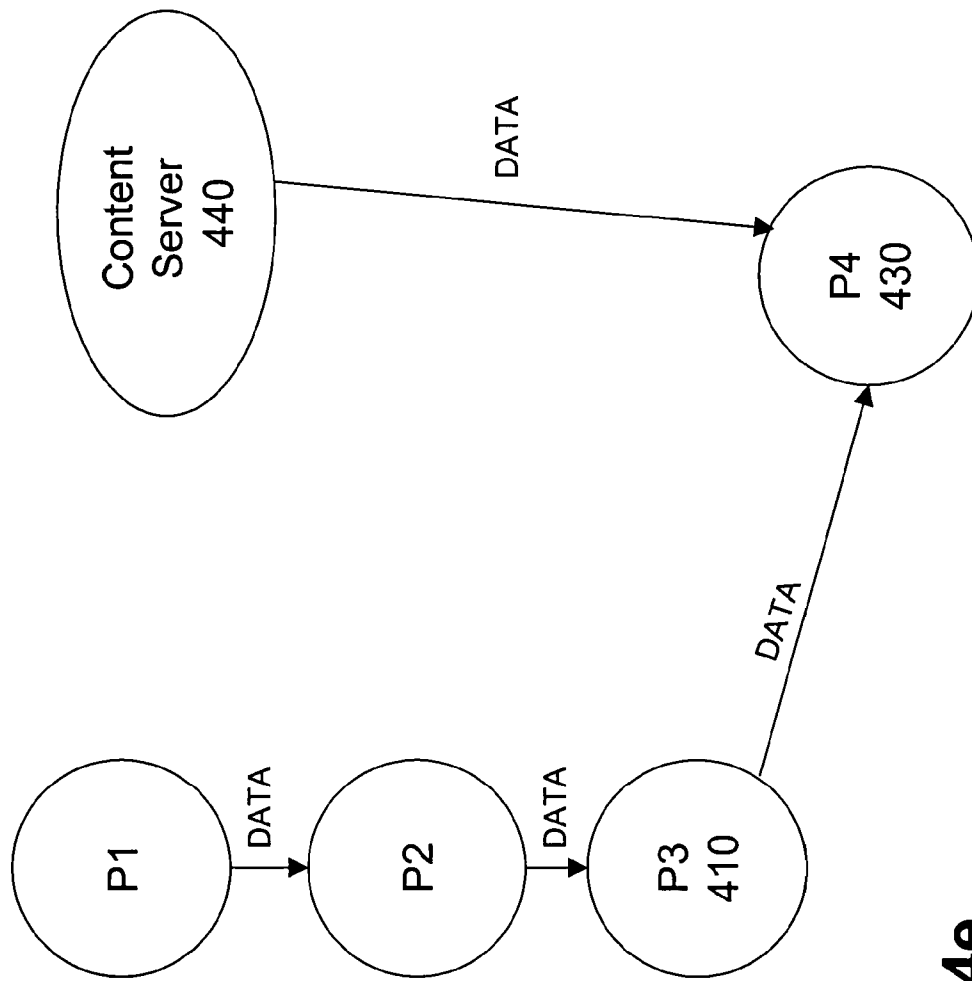 Content
Server
440
DATA
P4
430
DATA
P1
DATA
P2
DATA
P3
410
4e